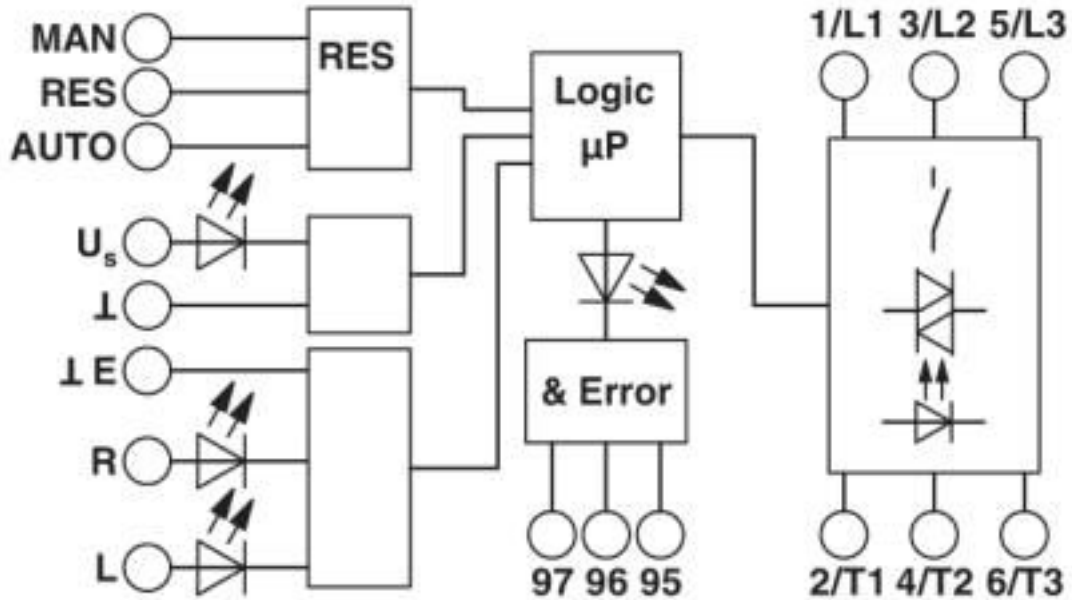 MAN
RES
AUTO
RES
Us
⊥
⊥ E
R
L
Logic
µP
& Error
97 96 95
1/L1 3/L2 5/L3
2/T1 4/T2 6/T3